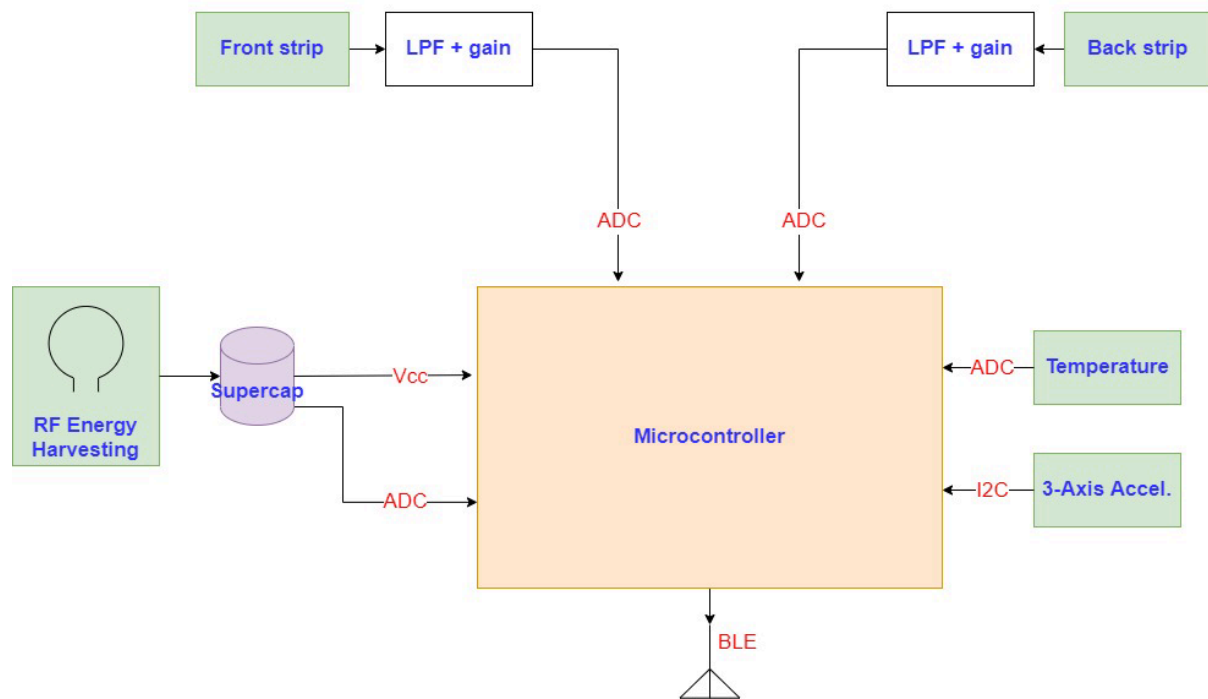 Front strip
LPF + gain
LPF + gain
Back strip
ADC
ADC
RF Energy
Harvesting
Supercap
Vcc
ADC
Microcontroller
ADC
Temperature
I2C
3-Axis Accel.
BLE